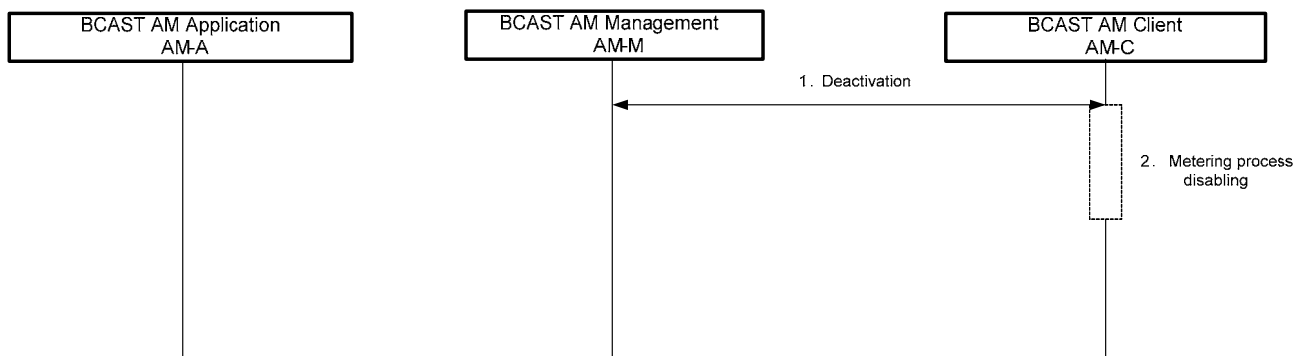 BCAST AM Application
AM-A
BCAST AM Management
AM-M
BCAST AM Client
AM-C
1. Deactivation
2. Metering process
disabling